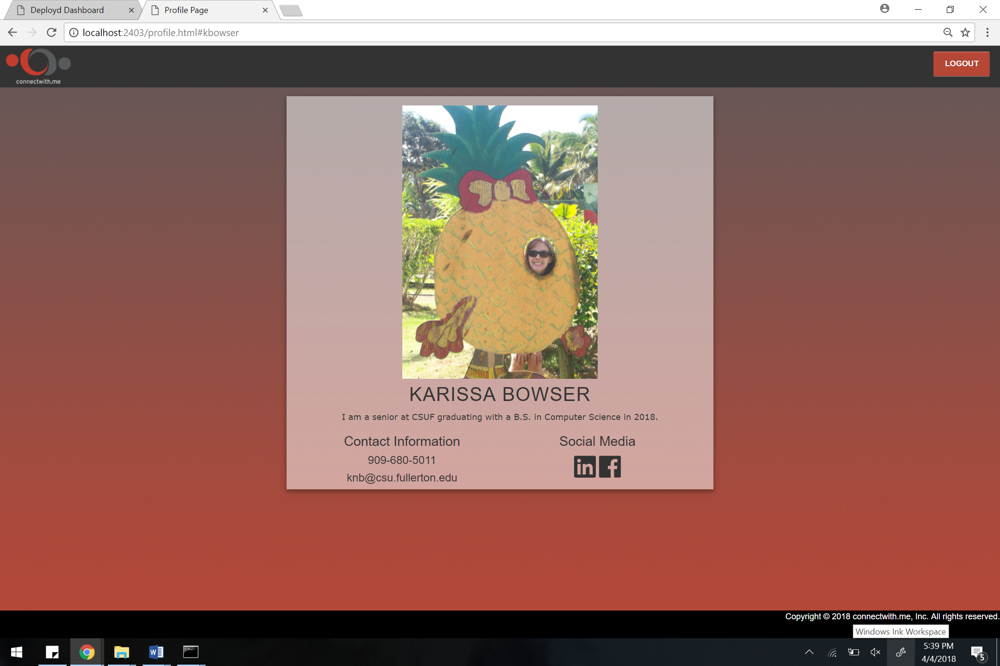 Deployd Dashboard
Profile Page
localhost:2403/profile.html#kbowser
connectwith.me
LOGOUT
KARISSA BOWSER
I am a senior at CSUF graduating with a B.S. in Computer Science in 2018.
Contact Information
Social Media
909-680-5011
in f
knb@csu.fullerton.edu
Copyright © 2018 connectwith.me, Inc. All rights reserved.
Windows Ink Workspace
5:39 PM
4/4/2018
5